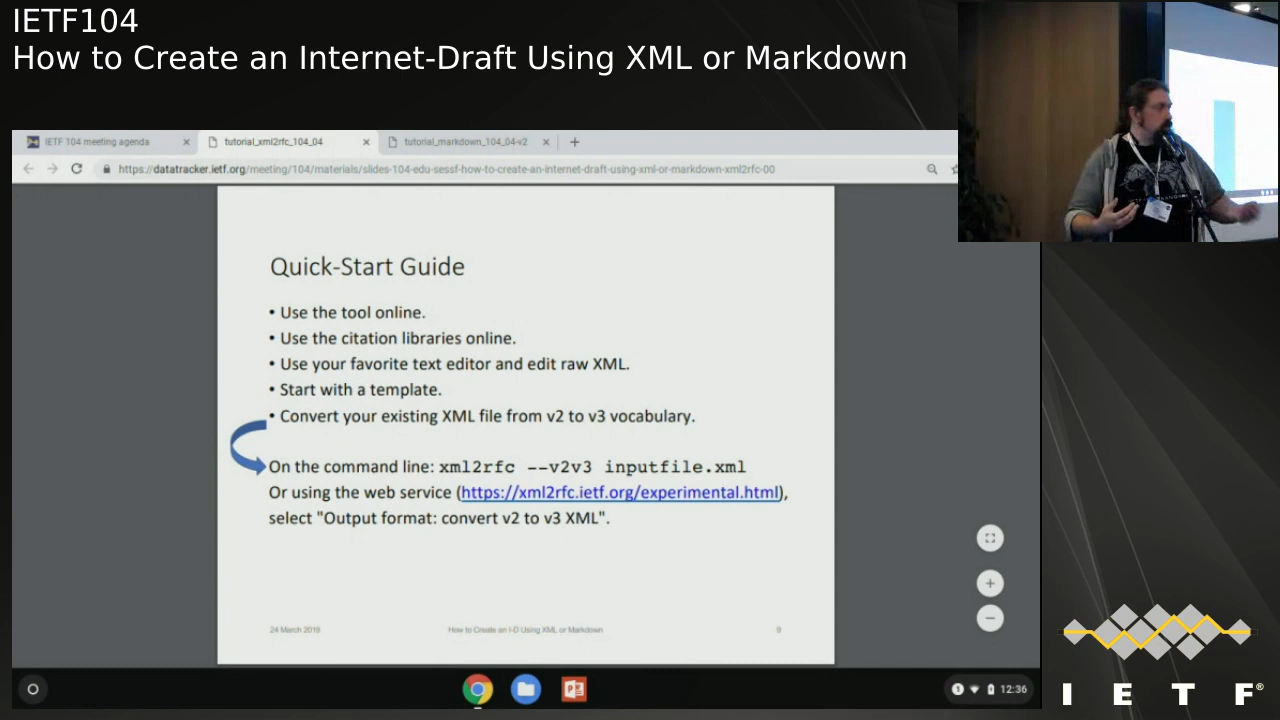 IETF104
How to Create an Internet-Draft Using XML or Markdown
IETF 104 meeting agenda
tutorial_xml2rfc_104_04
tutorial_markdown_104_04-v2
https://datatracker.ietf.org/meeting/104/materials/slides-104-edu-sessf-how-to-create-an-internet-draft-using-xml-or-markdown-xml2rfc-00
Quick-Start Guide
• Use the tool online.
• Use the citation libraries online.
• Use your favorite text editor and edit raw XML.
• Start with a template.
• Convert your existing XML file from v2 to v3 vocabulary.
On the command line: xml2rfc --v2v3 inputfile.xml
Or using the web service (https://xml2rfc.ietf.org/experimental.html),
select "Output format: convert v2 to v3 XML".
24 March 2019
How to Create an I-D Using XML or Markdown
9
1
12:36
I E T F®